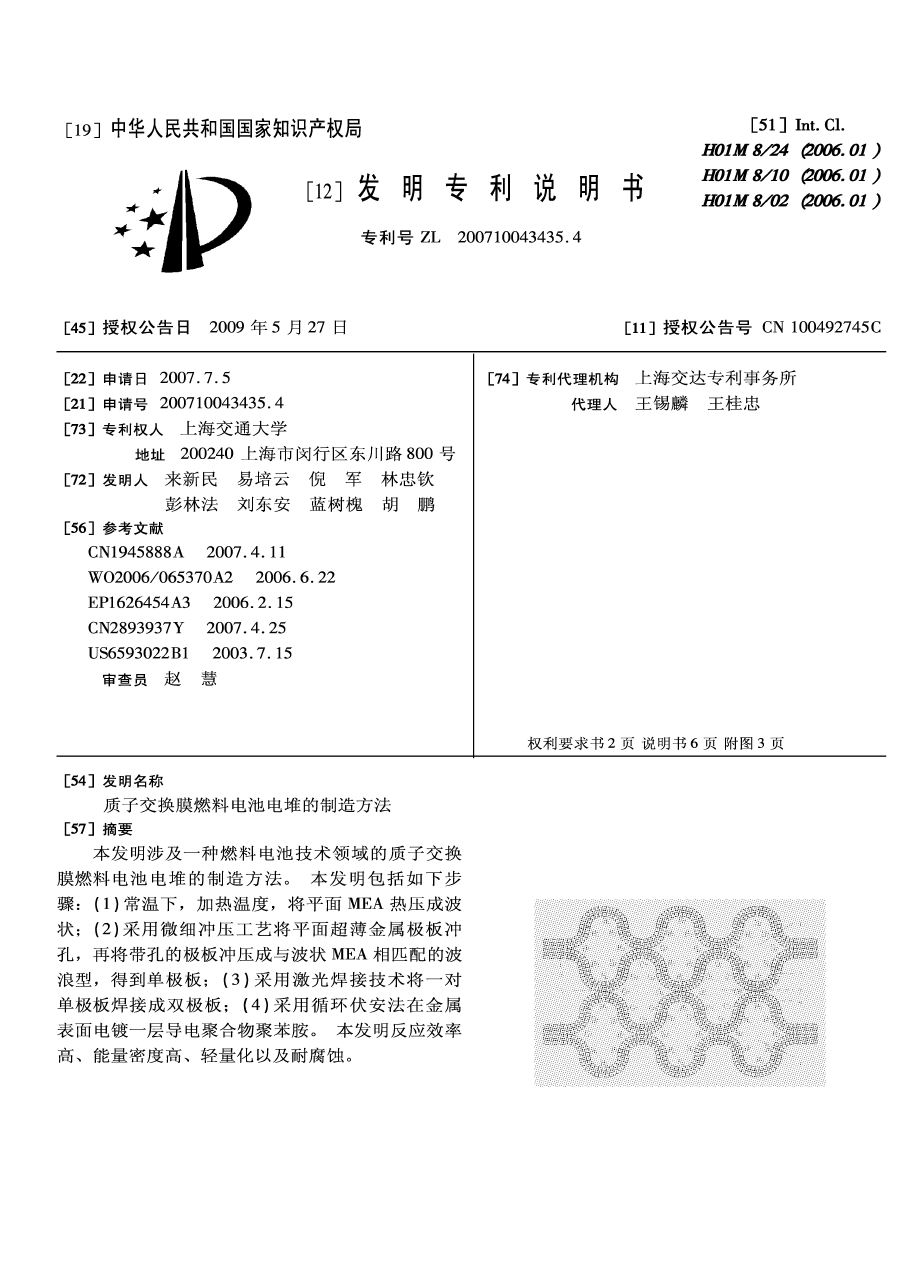 [19] 中华人民共和国国家知识产权局
[51] Int. Cl.
H01M 8/24 (2006.01)
H01M 8/10 (2006.01)
H01M 8/02 (2006.01)
[12] 发明专利说明书
专利号 ZL 200710043435.4
[45] 授权公告日 2009 年 5 月 27 日
[11] 授权公告号 CN 100492745C
[22] 申请日 2007.7.5
[21] 申请号 200710043435.4
[73] 专利权人 上海交通大学
地址 200240 上海市闵行区东川路 800 号
[72] 发明人 来新民 易培云 倪 军 林忠钦
彭林法 刘东安 蓝树槐 胡 鹏
[56] 参考文献
CN1945888A 2007.4.11
WO2006/065370A2 2006.6.22
EP1626454A3 2006.2.15
CN2893937Y 2007.4.25
US6593022B1 2003.7.15
审查员 赵 慧
[74] 专利代理机构 上海交达专利事务所
代理人 王锡麟 王桂忠
权利要求书 2 页 说明书 6 页 附图 3 页
[54] 发明名称
质子交换膜燃料电池电堆的制造方法
[57] 摘要
本发明涉及一种燃料电池技术领域的质子交换
膜燃料电池电堆的制造方法。 本发明包括如下步
骤：(1)常温下，加热温度，将平面 MEA 热压成波
状；(2)采用微细冲压工艺将平面超薄金属极板冲
孔，再将带孔的极板冲压成与波状 MEA 相匹配的波
浪型，得到单极板；(3)采用激光焊接技术将一对
单极板焊接成双极板；(4)采用循环伏安法在金属
表面电镀一层导电聚合物聚苯胺。 本发明反应效率
高、能量密度高、轻量化以及耐腐蚀。